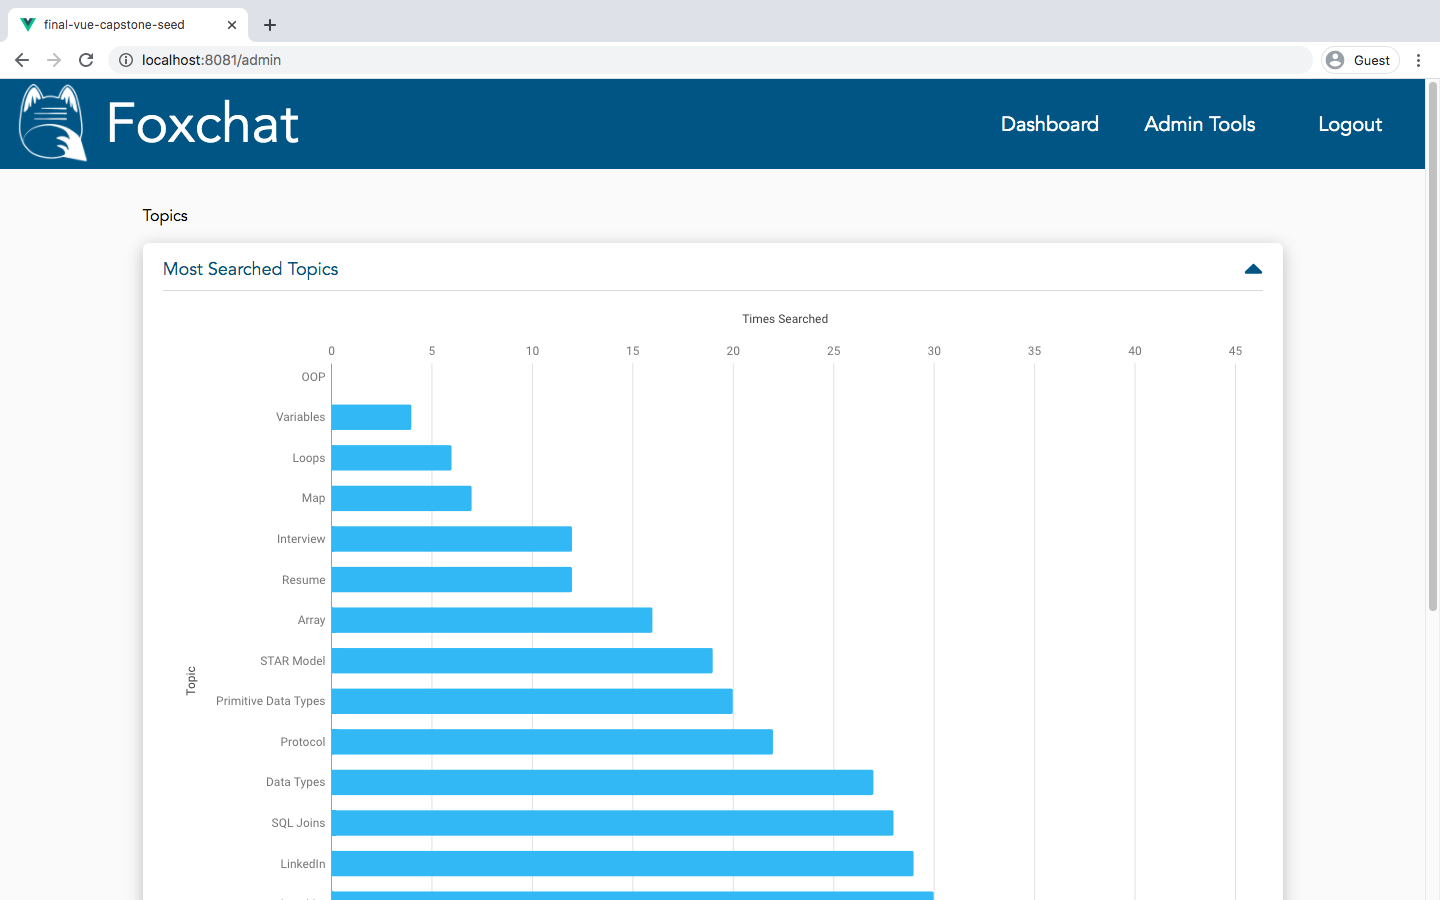 final-vue-capstone-seed
localhost:8081/admin
Guest
Foxchat
Dashboard
Admin Tools
Logout
Topics
Most Searched Topics
Times Searched
0 5 10 15 20 25 30 35 40 45
OOP
Variables
Loops
Map
Interview
Resume
Array
STAR Model
Topic
Primitive Data Types
Protocol
Data Types
SQL Joins
LinkedIn